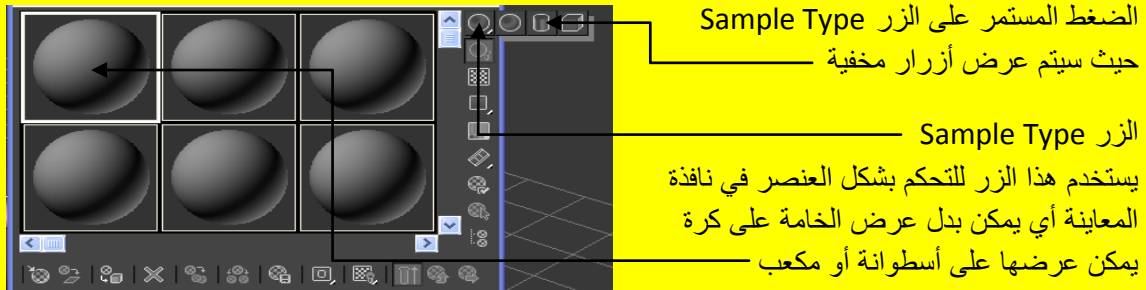 الضغط المستمر على الزر Sample Type
حيث سيتم عرض أزرار مخفية
الزر Sample Type
يستخدم هذا الزر للتحكم بشكل العنصر في نافذة
المعاينة أي يمكن بدل عرض الخامة على كرة
يمكن عرضها على أسطوانة أو مكعب